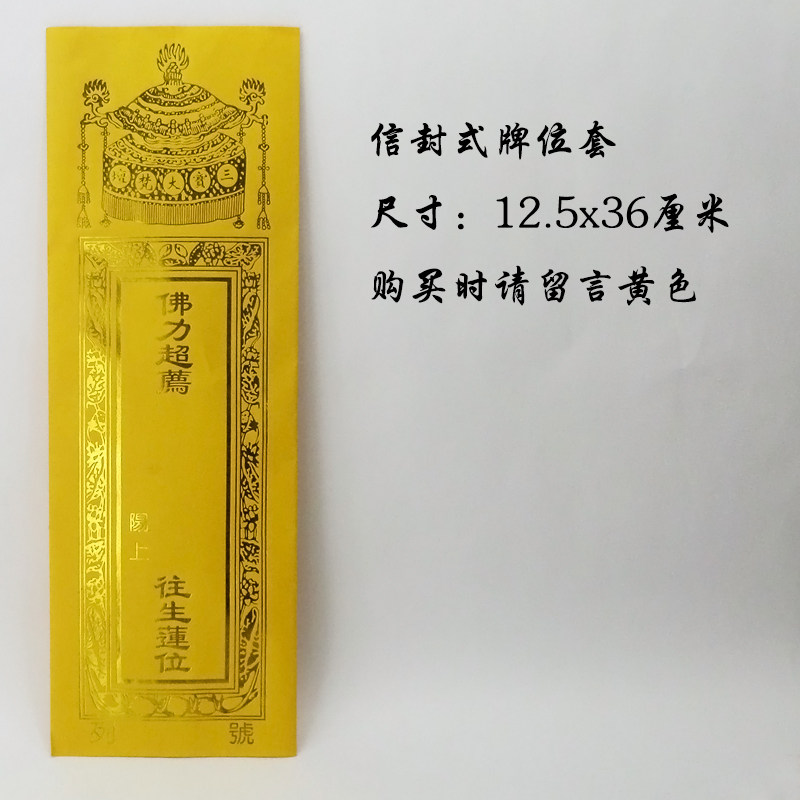 三寶大梵壇
佛力超薦
陽上
往生蓮位
號
列
信封式牌位套
尺寸：12.5x36厘米
购买时请留言黄色